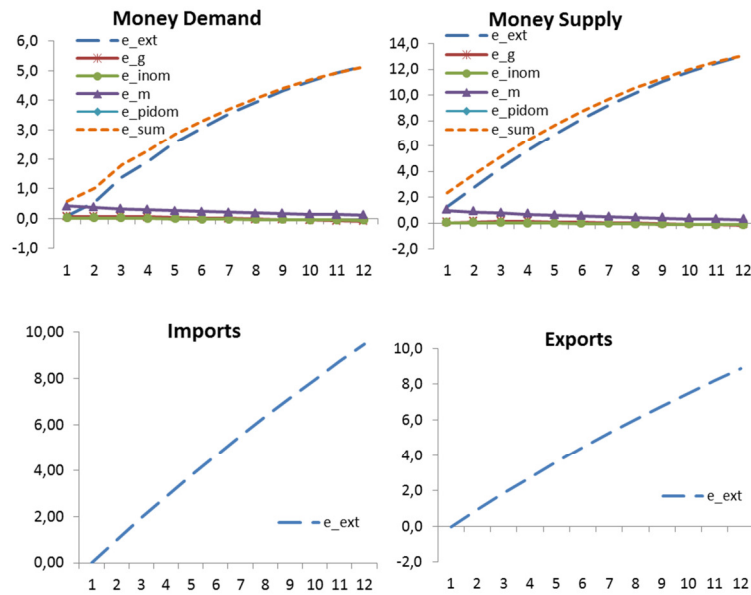 Money Demand
6,0
5,0
4,0
3,0
2,0
1,0
0,0
-1,0
e_ext
e_g
e_inom
e_m
e_pidom
e_sum
1 2 3 4 5 6 7 8 9 10 11 12
Money Supply
14,0
12,0
10,0
8,0
6,0
4,0
2,0
0,0
-2,0
e_ext
e_g
e_inom
e_m
e_pidom
e_sum
1 2 3 4 5 6 7 8 9 10 11 12
Imports
10,00
8,00
6,00
4,00
2,00
0,00
e_ext
1 2 3 4 5 6 7 8 9 10 11 12
Exports
10,0
8,0
6,0
4,0
2,0
0,0
-2,0
e_ext
1 2 3 4 5 6 7 8 9 10 11 12